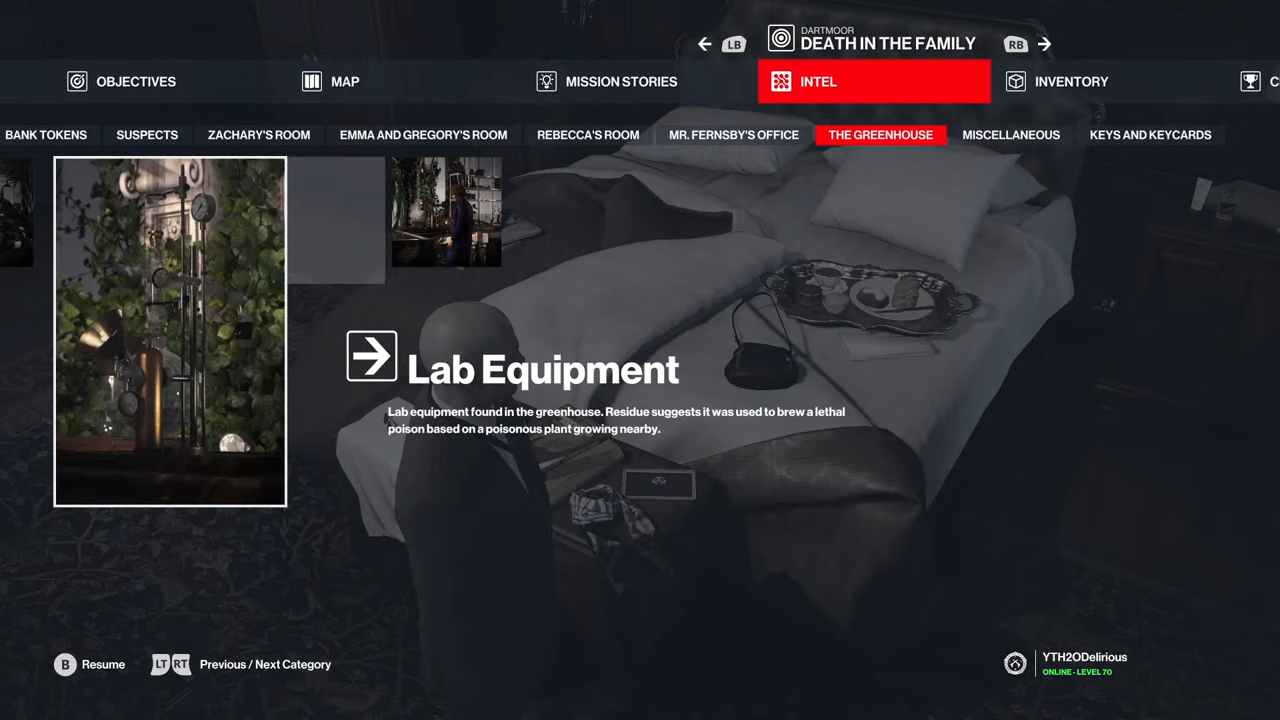 DARTMOOR
LB DEATH IN THE FAMILY RB
OBJECTIVES MAP MISSION STORIES INTEL INVENTORY C
BANK TOKENS SUSPECTS ZACHARY'S ROOM EMMA AND GREGORY'S ROOM REBECCA'S ROOM MR. FERNSBY'S OFFICE THE GREENHOUSE MISCELLANEOUS KEYS AND KEYCARDS
Lab Equipment
Lab equipment found in the greenhouse. Residue suggests it was used to brew a lethal
poison based on a poisonous plant growing nearby.
B Resume LT RT Previous / Next Category
YTH2ODelirious
ONLINE - LEVEL 70